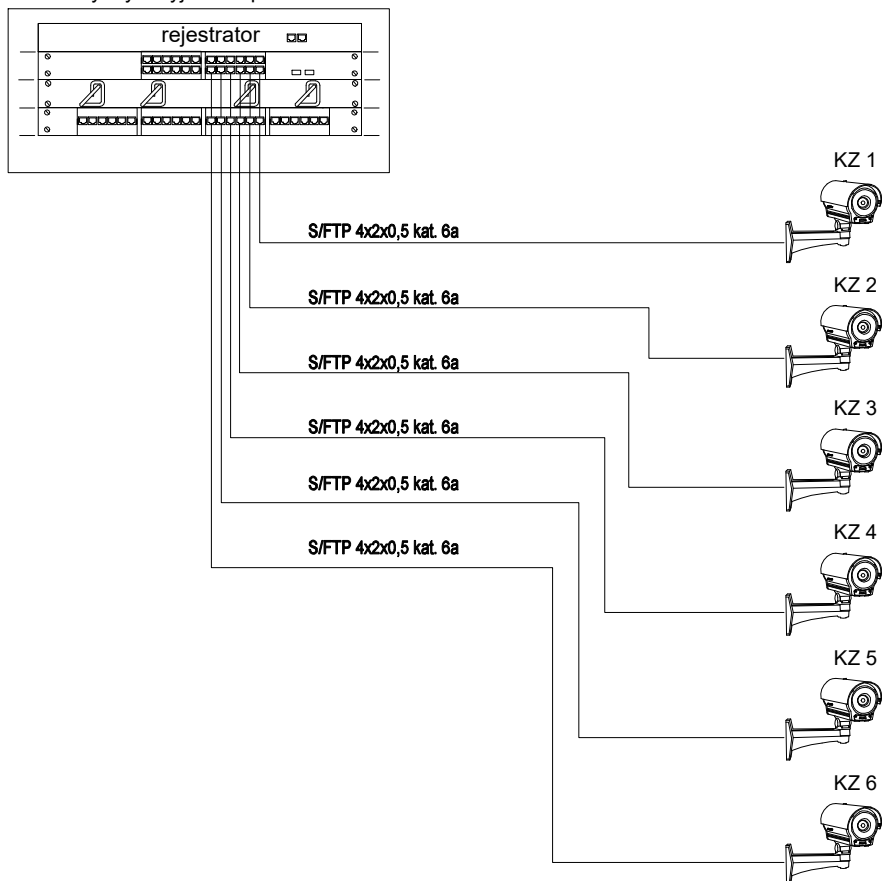 rejestrator
KZ 1
S/FTP 4x2x0,5 kat. 6a
KZ 2
S/FTP 4x2x0,5 kat. 6a
S/FTP 4x2x0,5 kat. 6a
KZ 3
S/FTP 4x2x0,5 kat. 6a
S/FTP 4x2x0,5 kat. 6a
KZ 4
S/FTP 4x2x0,5 kat. 6a
KZ 5
KZ 6